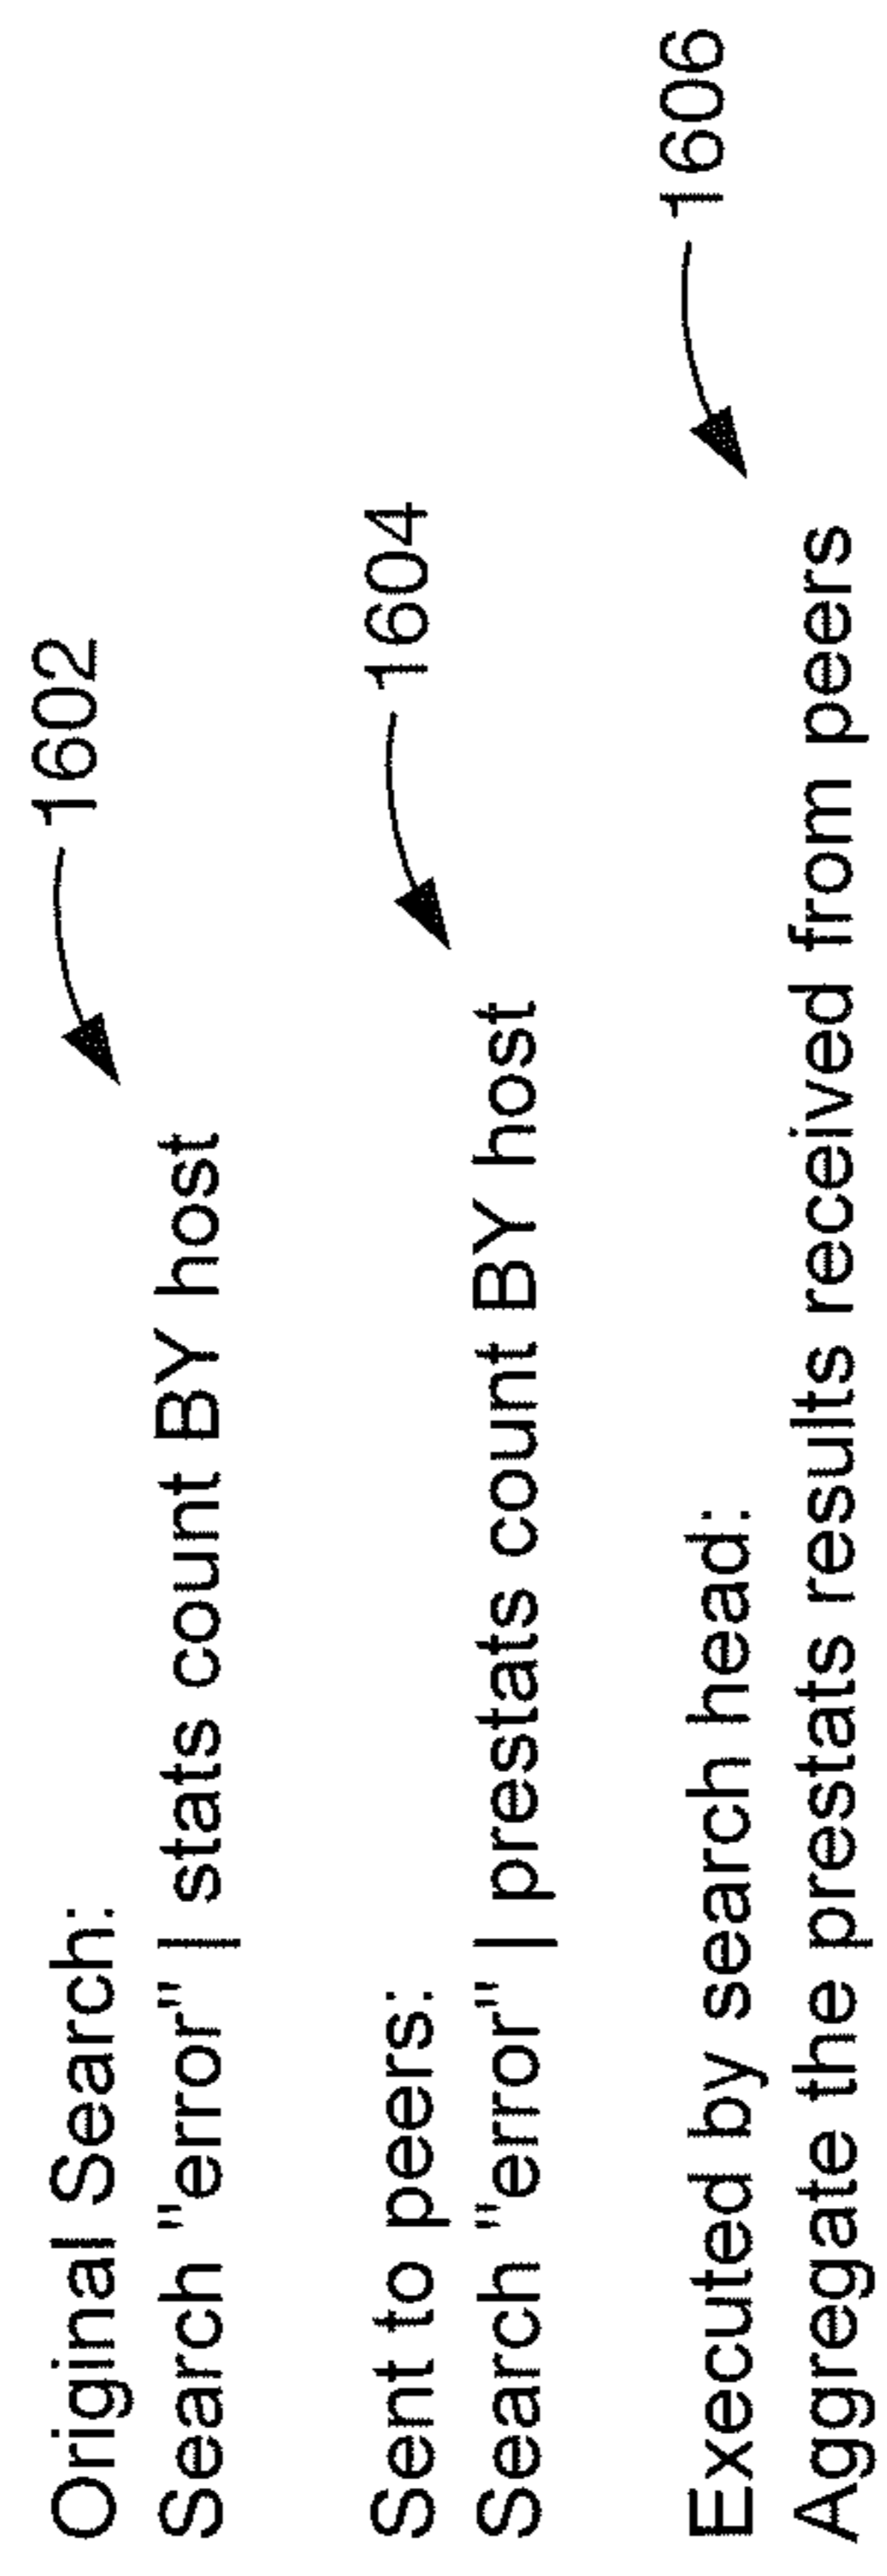 Original Search:
1602
Search "error" | stats count BY host
Sent to peers:
1604
Search "error" | prestats count BY host
Executed by search head:
1606
Aggregate the prestats results received from peers